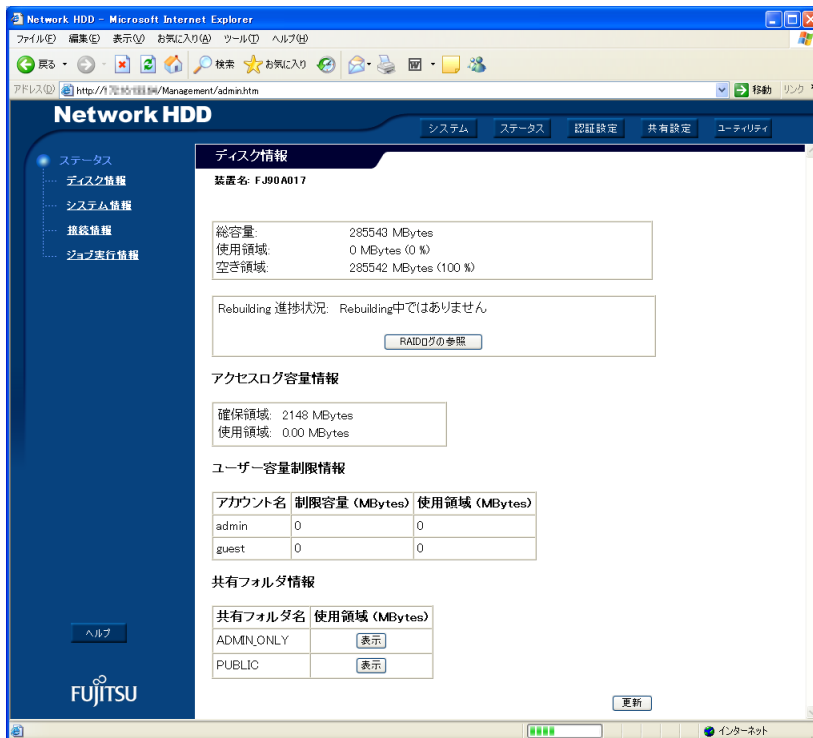 Network HDD - Microsoft Internet Explorer
ファイル(F) 編集(E) 表示(V) お気に入り(A) ツール(T) ヘルプ(H)
戻る 検索 お気に入り
アドレス(D) http:// /Management/admin.htm 移動 リンク
Network HDD
システム ステータス 認証設定 共有設定 ユーティリティ
ステータス
ディスク情報
システム情報
接続情報
ジョブ実行情報
ヘルプ
FUJITSU
ディスク情報
装置名: FJ90A017
総容量: 285543 MBytes
使用領域: 0 MBytes (0 %)
空き領域: 285542 MBytes (100 %)
Rebuilding 進捗状況: Rebuilding中ではありません
RAIDログの参照
アクセスログ容量情報
確保領域: 2148 MBytes
使用領域: 0.00 MBytes
ユーザー容量制限情報
アカウント名 制限容量 (MBytes) 使用領域 (MBytes)
admin 0 0
guest 0 0
共有フォルダ情報
共有フォルダ名 使用領域 (MBytes)
ADMIN_ONLY 表示
PUBLIC 表示
更新
インターネット